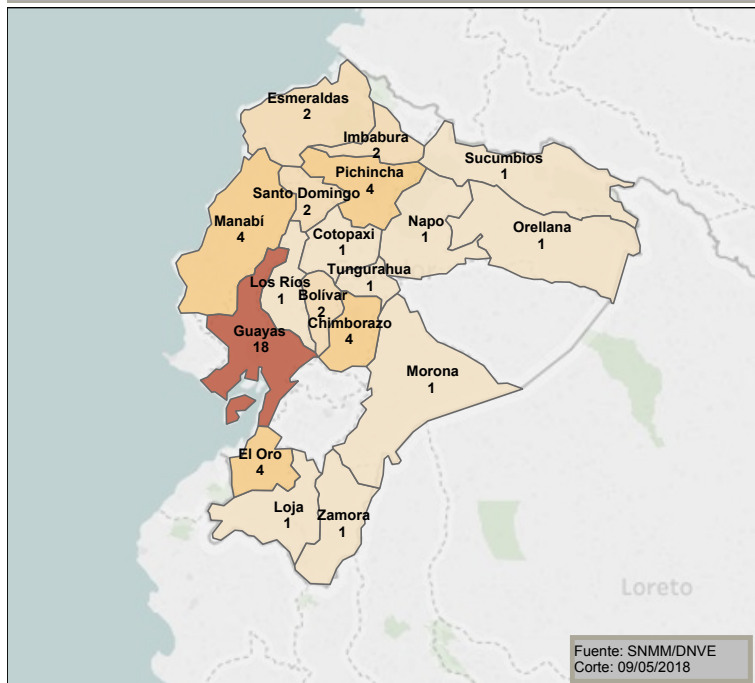 Esmeraldas
2
Imbabura
2
Sucumbios
1
Pichincha
4
Santo Domingo
2
Manabí
4
Napo
1
Orellana
1
Cotopaxi
1
Tungurahua
1
Los Ríos
1
Bolívar
2
Chimborazo
4
Guayas
18
Morona
1
El Oro
4
Loja
1
Zamora
1
Loreto
Fuente: SNMM/DNVE
Corte: 09/05/2018